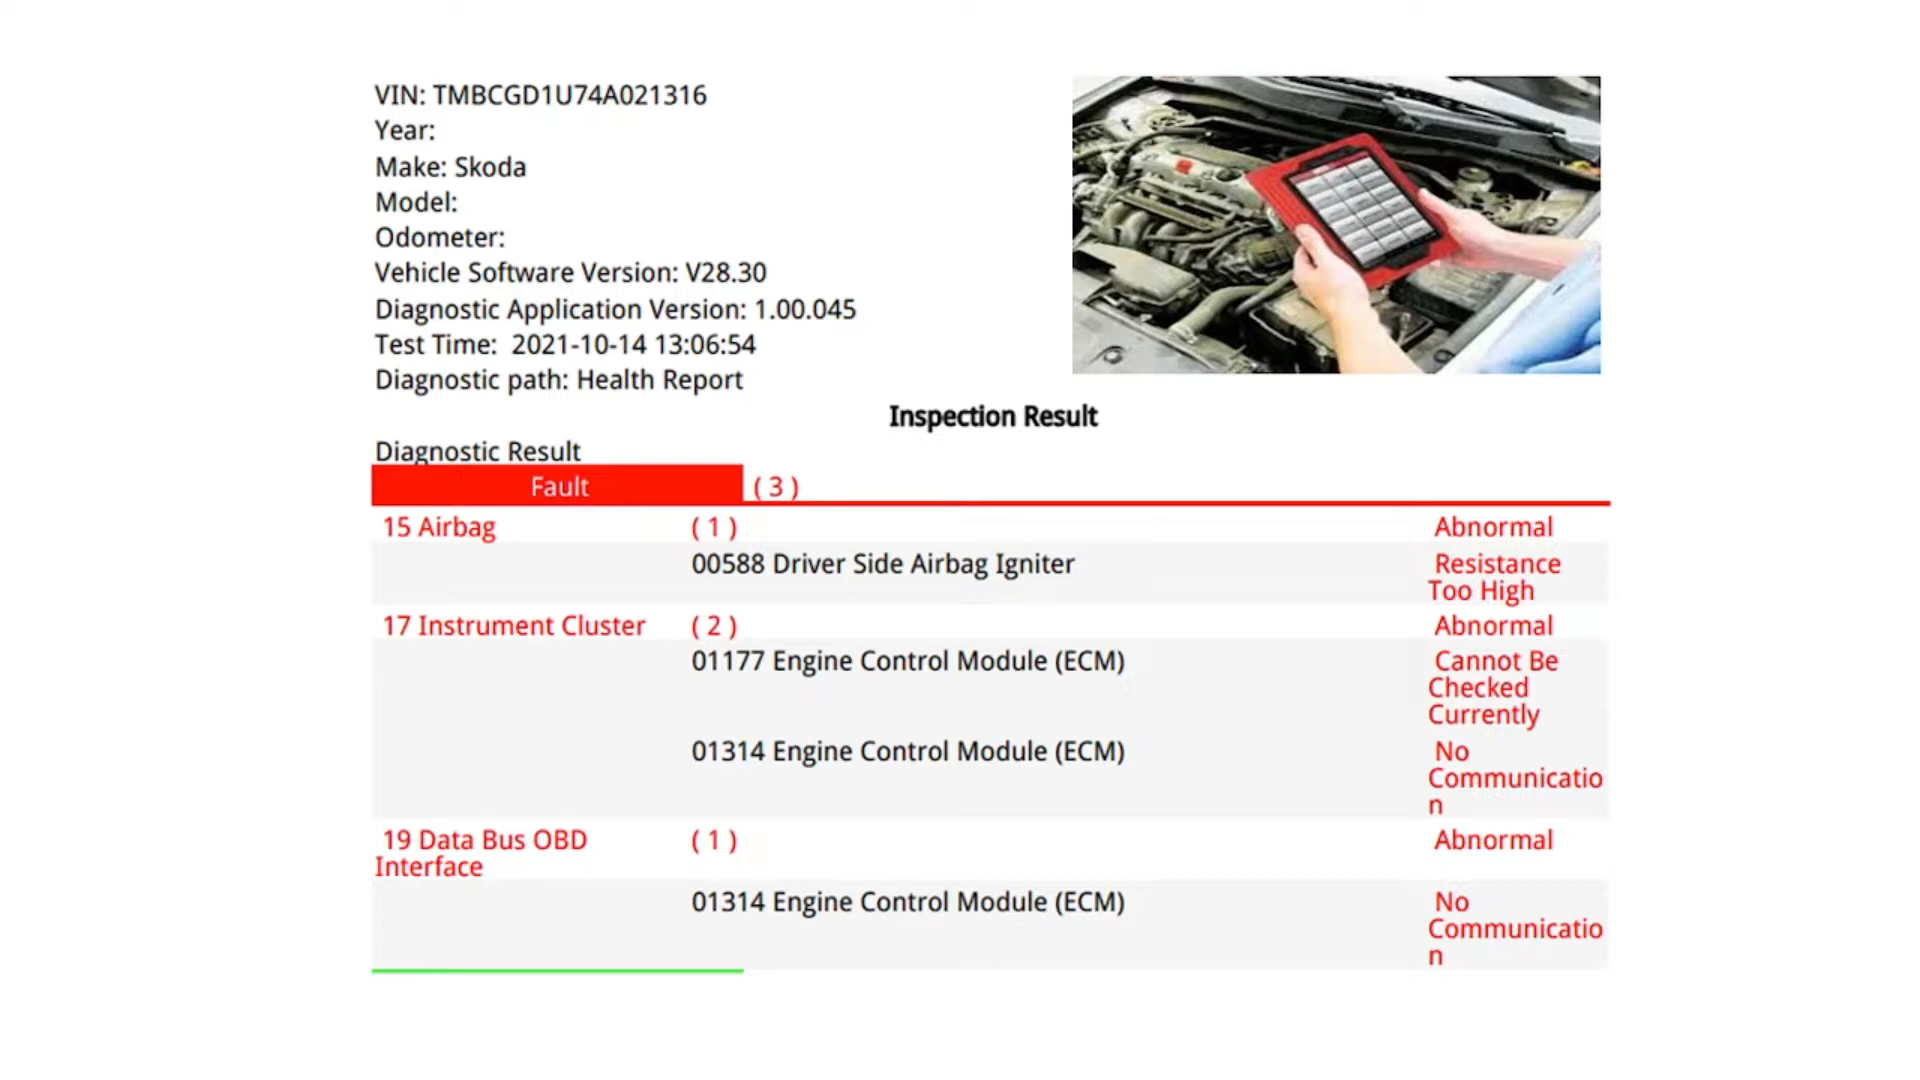 VIN: TMBCGD1U74A021316
Year:
Make: Skoda
Model:
Odometer:
Vehicle Software Version: V28.30
Diagnostic Application Version: 1.00.045
Test Time: 2021-10-14 13:06:54
Diagnostic path: Health Report
Inspection Result
Diagnostic Result
Fault ( 3 )
15 Airbag ( 1 ) Abnormal
00588 Driver Side Airbag Igniter Resistance
Too High
17 Instrument Cluster ( 2 ) Abnormal
01177 Engine Control Module (ECM) Cannot Be
Checked
Currently
01314 Engine Control Module (ECM) No
Communicatio
n
19 Data Bus OBD ( 1 ) Abnormal
Interface
01314 Engine Control Module (ECM) No
Communicatio
n